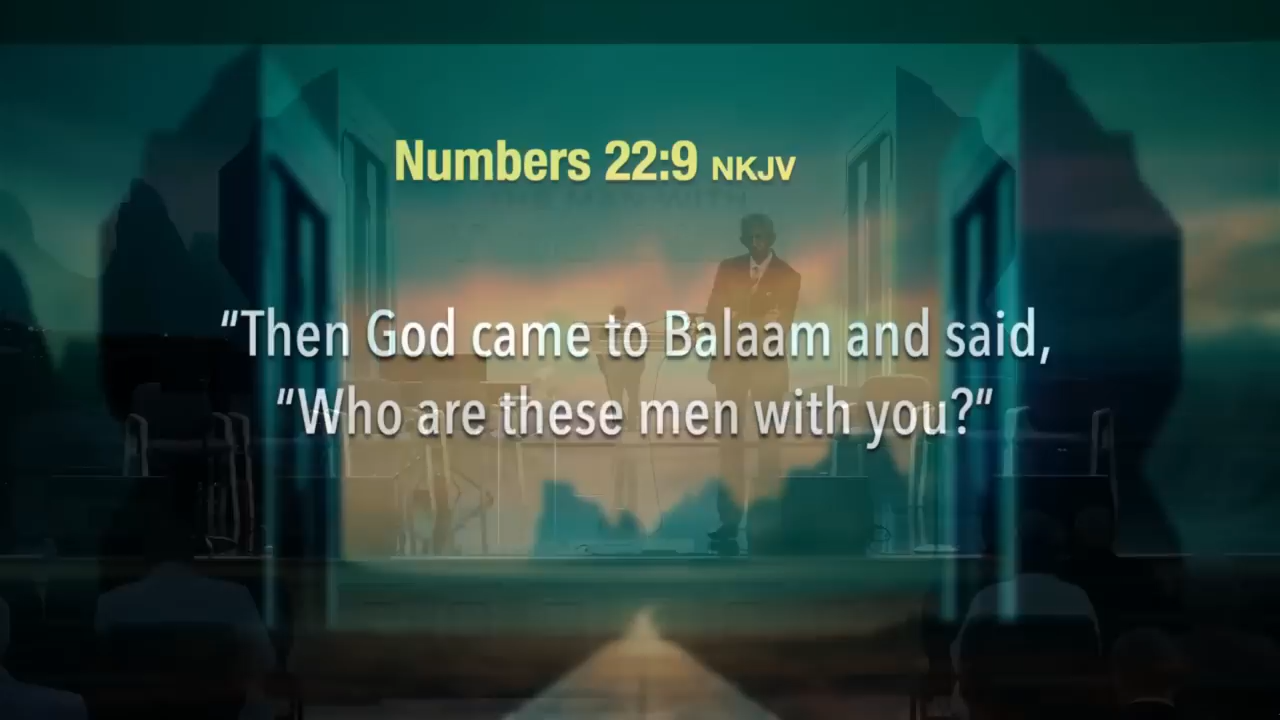 Numbers 22:9 NKJV
“Then God came to Balaam and said,
“Who are these men with you?”